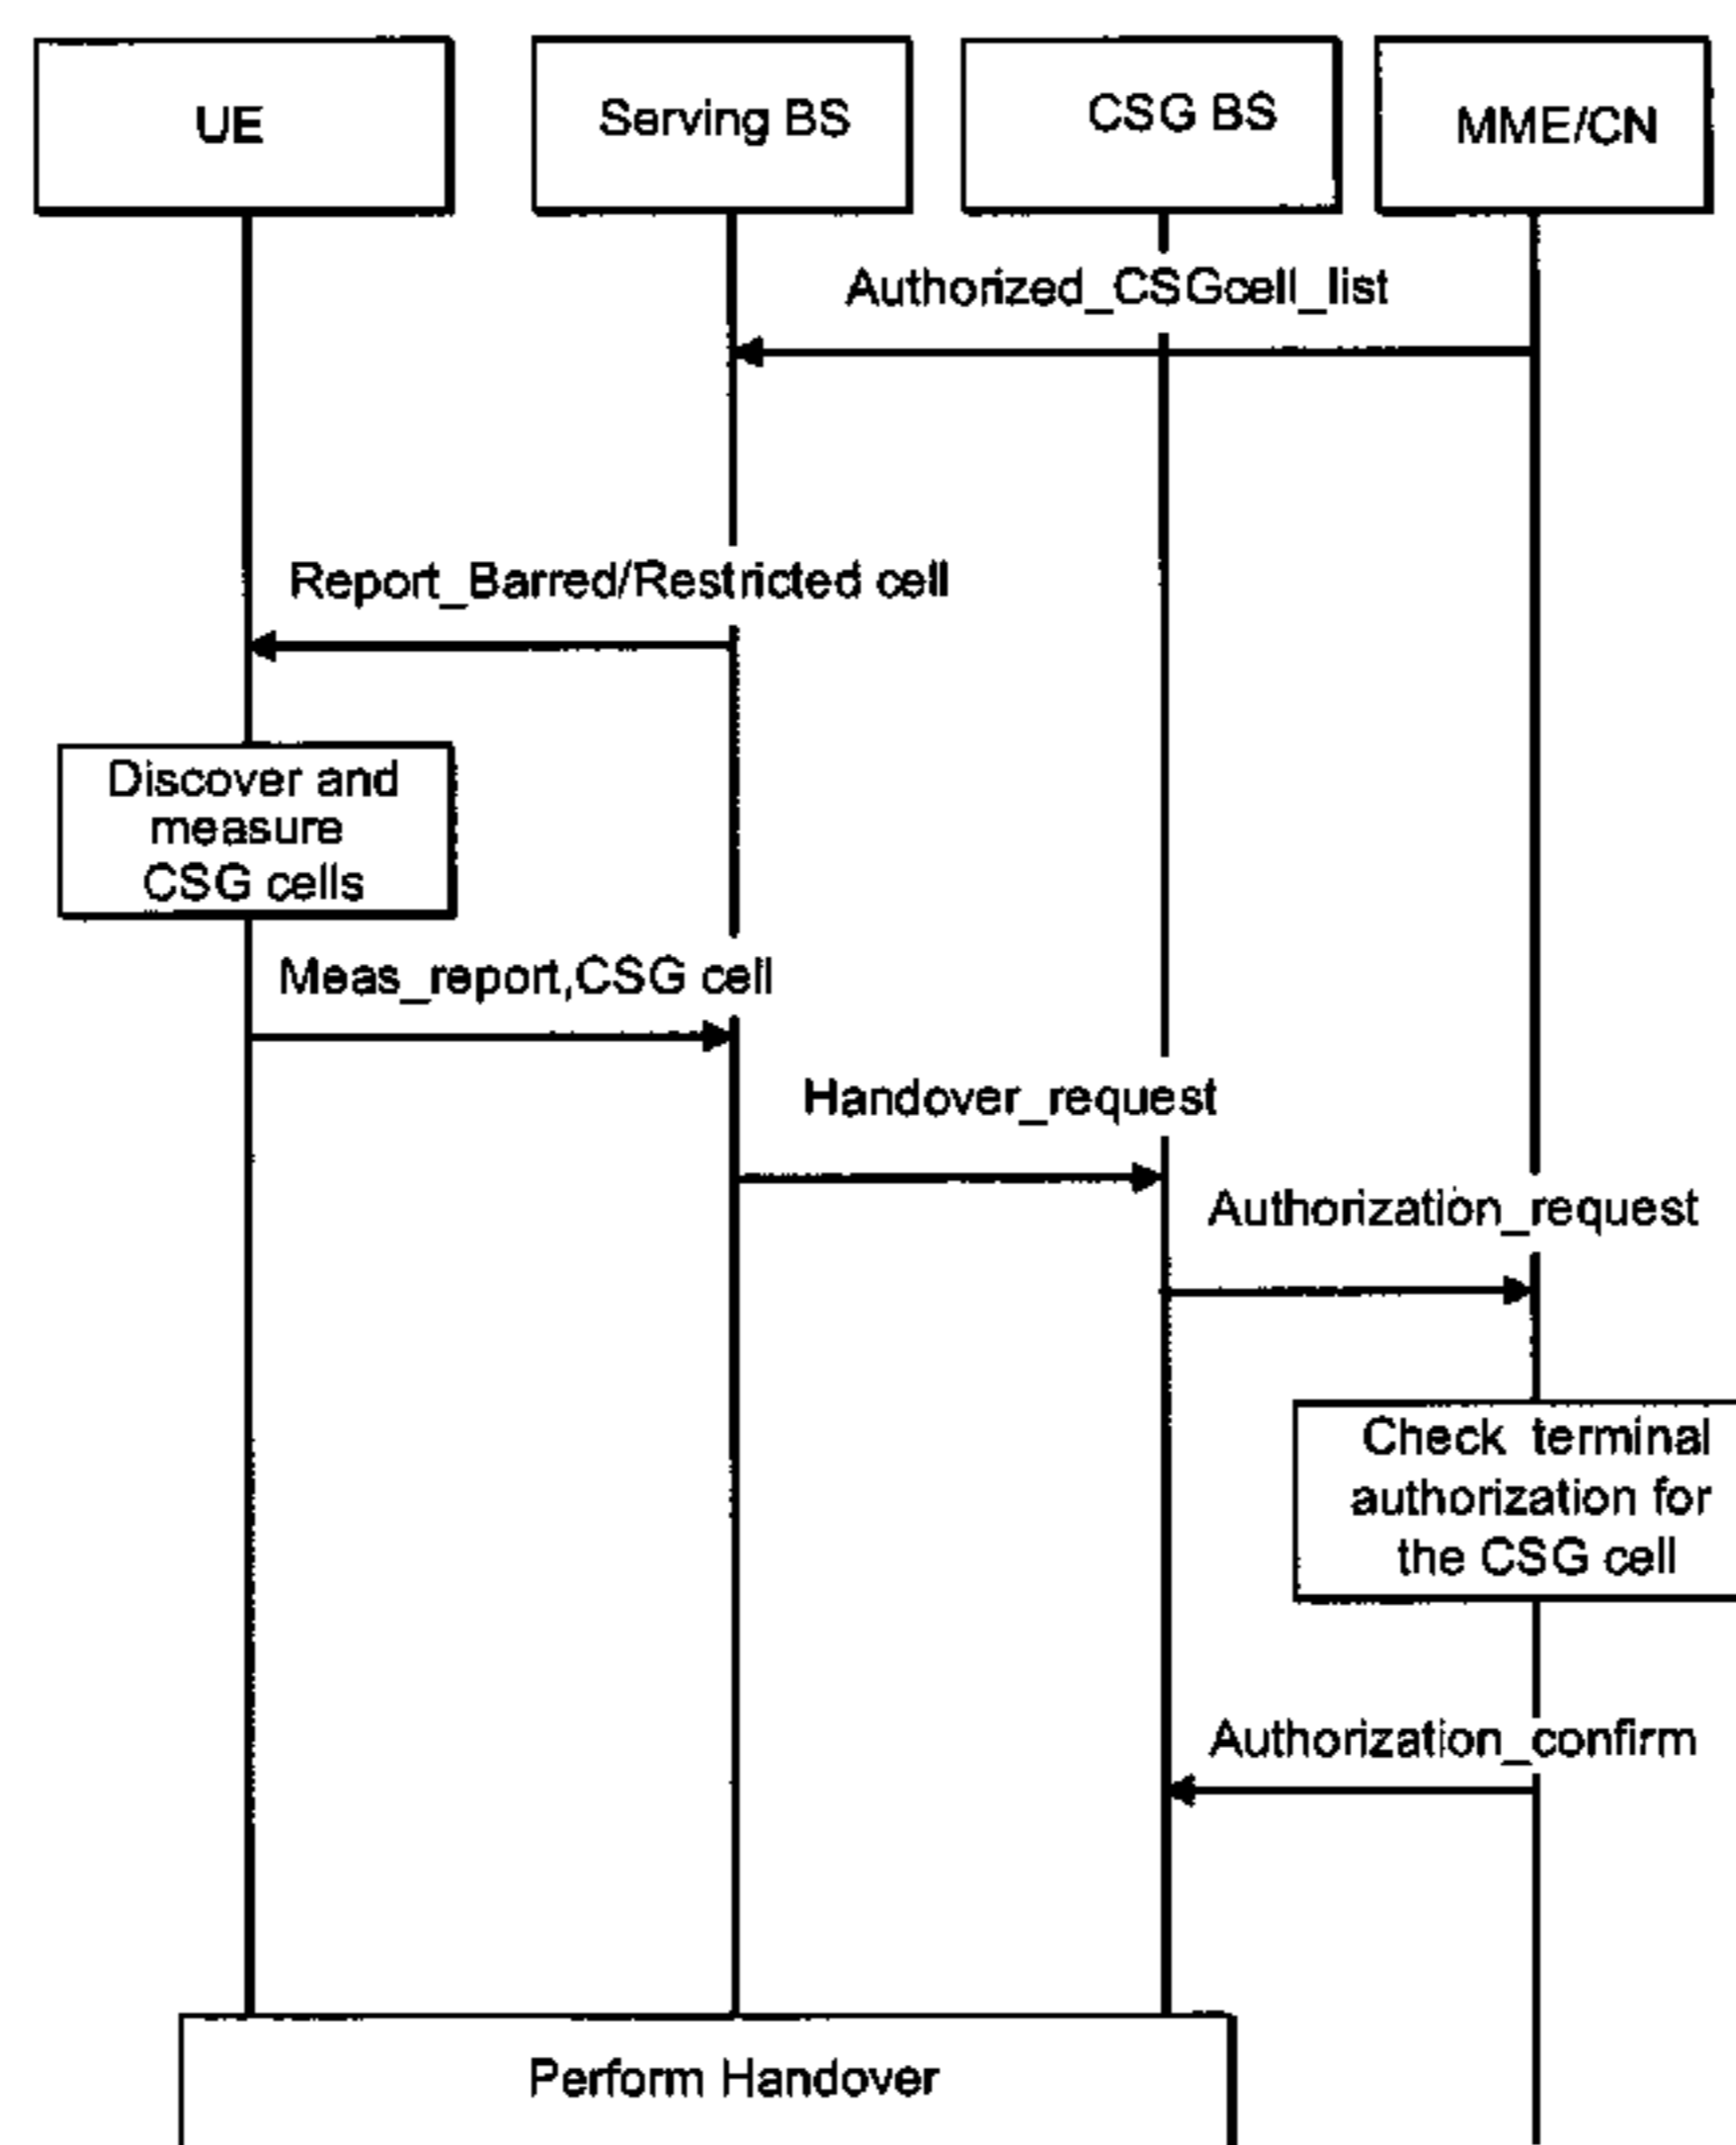 UE
Serving BS
CSG BS
MME/CN
Authorized_CSGcell_list
Report_Barred/Restricted cell
Discover and
measure
CSG cells
Meas_report,CSG cell
Handover_request
Authorization_request
Check terminal
authorization for
the CSG cell
Authorization_confirm
Perform Handover